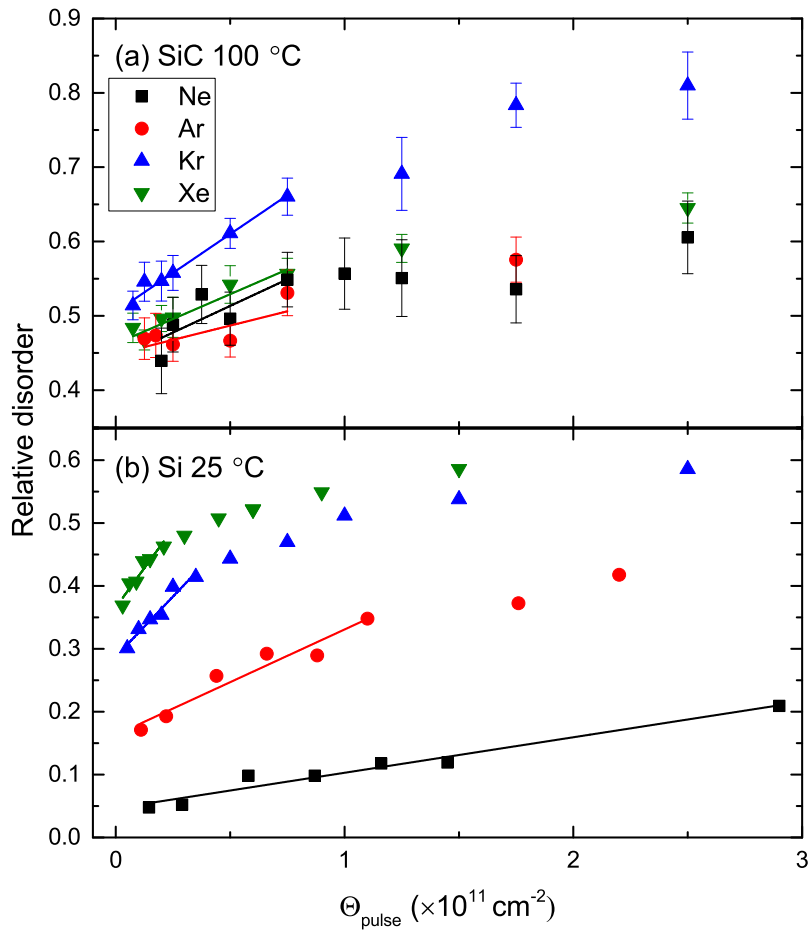 (a) SiC 100 °C
Ne
Ar
Kr
Xe
0.9
0.8
0.7
0.6
0.5
0.4
Relative disorder
(b) Si 25 °C
0.6
0.5
0.4
0.3
0.2
0.1
0.0
0 1 2 3
Θpulse (×10¹¹ cm⁻²)